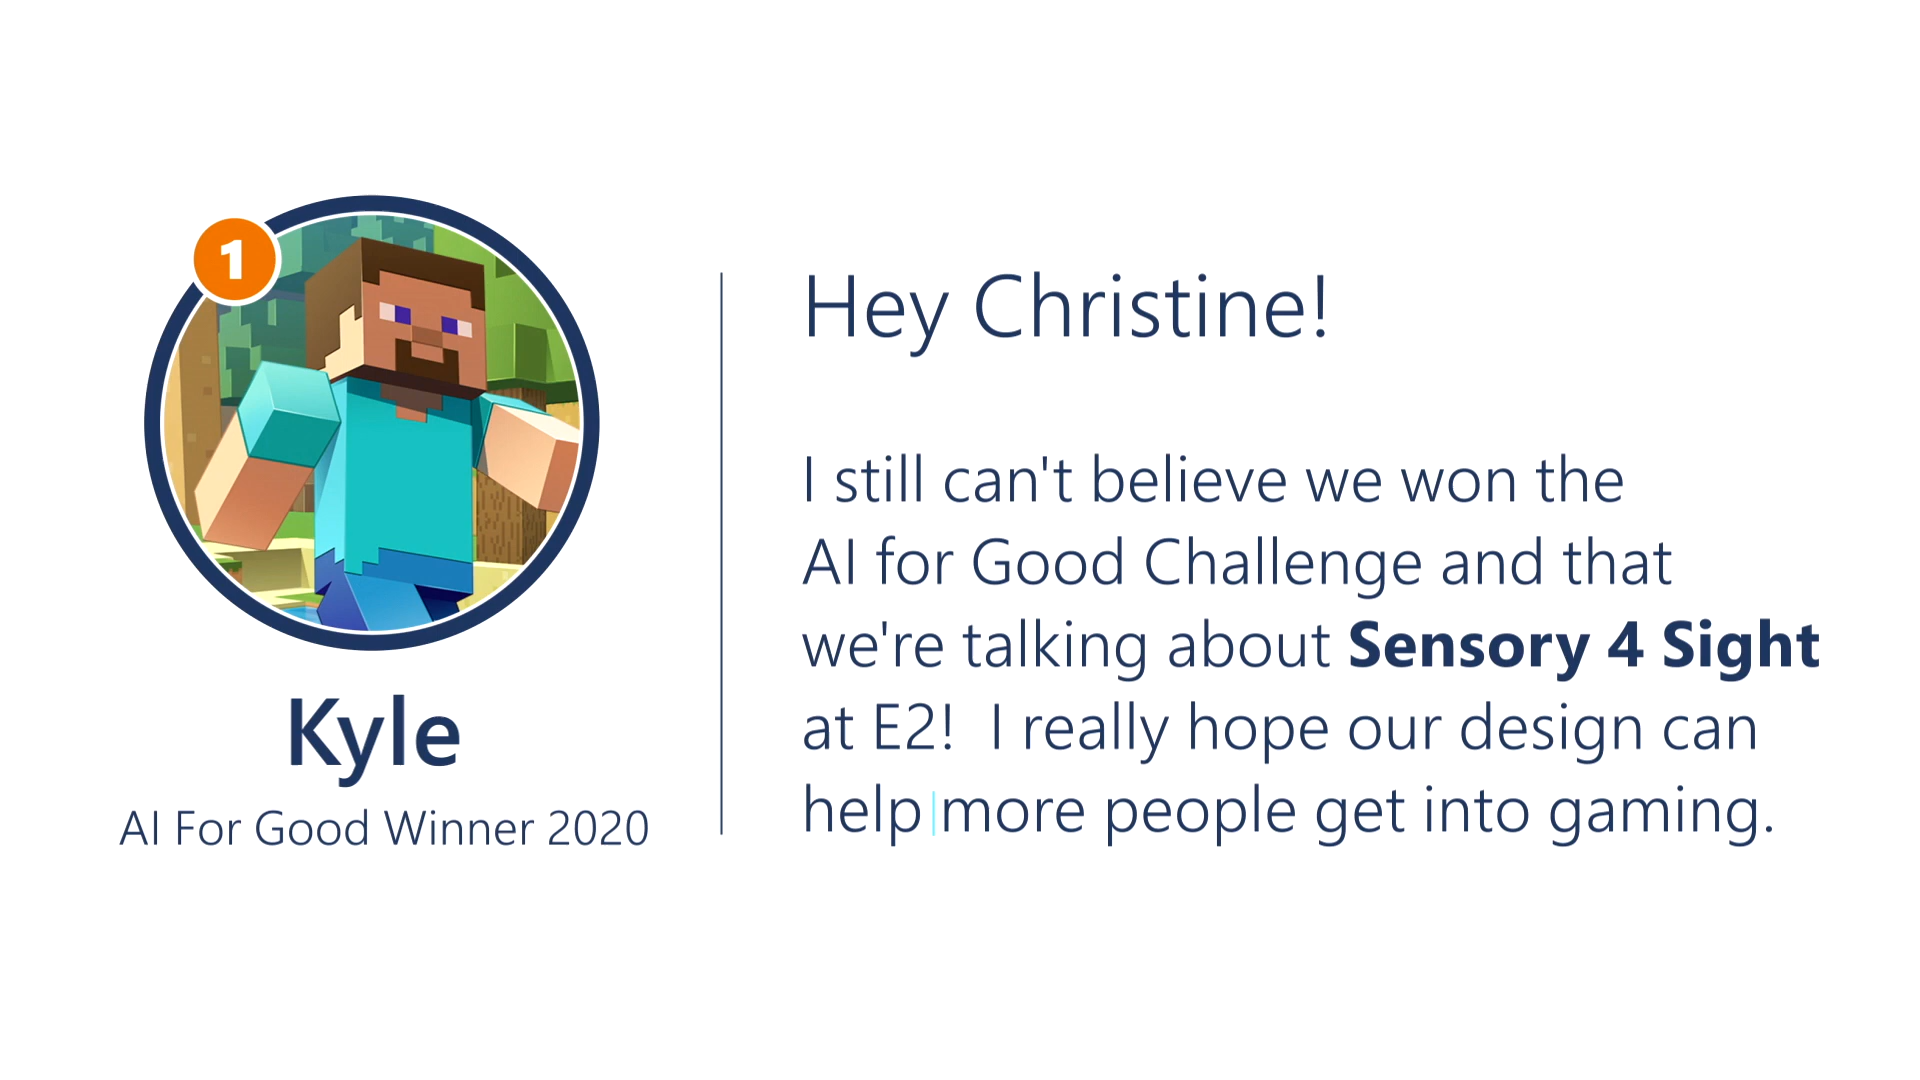 1
Kyle
AI For Good Winner 2020
Hey Christine!
I still can't believe we won the
AI for Good Challenge and that
we're talking about Sensory 4 Sight
at E2!  I really hope our design can
help more people get into gaming.